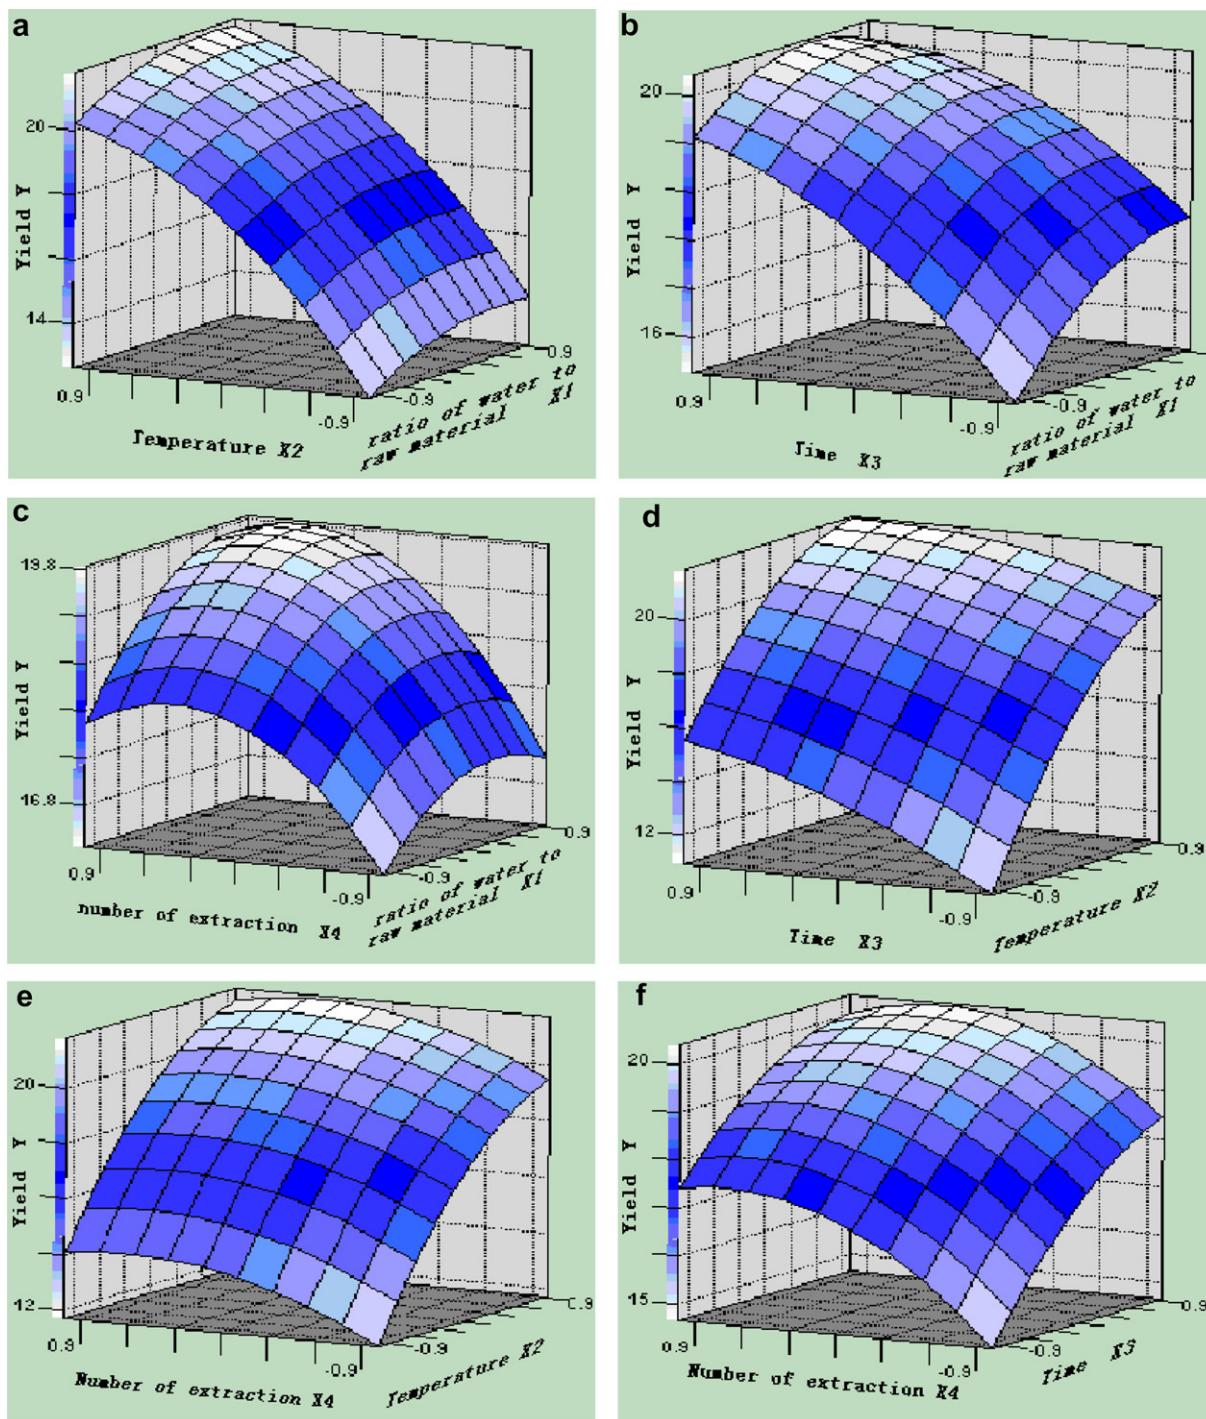 a
20
14
Yield Y
0.9
-0.9
Temperature X2
-0.9
0.9
ratio of water to
raw material X1
b
20
16
Yield Y
0.9
-0.9
Time X3
-0.9
ratio of water to
raw material X1
c
19.8
16.8
Yield Y
0.9
-0.9
number of extraction X4
-0.9
0.9
ratio of water to
raw material X1
d
20
12
Yield Y
0.9
-0.9
Time X3
-0.9
0.9
Temperature X2
e
20
12
Yield Y
0.9
-0.9
Number of extraction X4
-0.9
0.9
Temperature X2
f
20
15
Yield Y
0.9
-0.9
Number of extraction X4
-0.9
0.9
Time X3